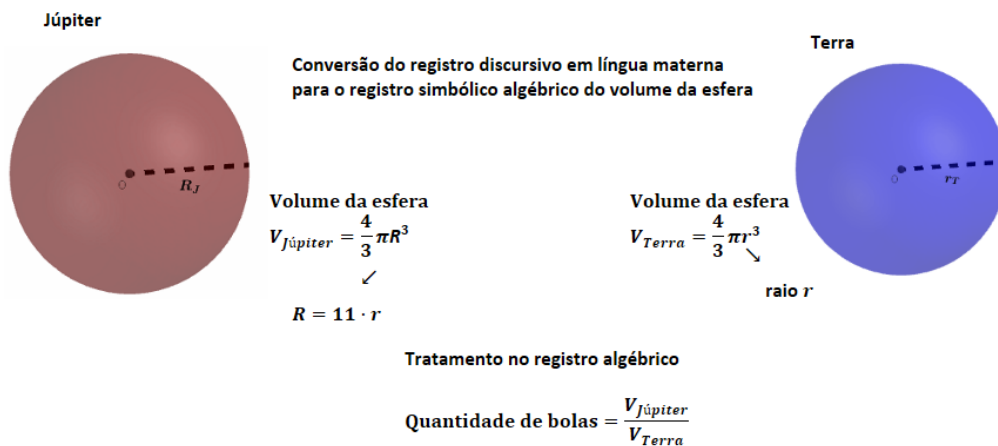 Júpiter
Terra
Conversão do registro discursivo em língua materna
para o registro simbólico algébrico do volume da esfera
O
R_J
O
r_T
Volume da esfera
V_Júpiter = 4/3 πR³
↙
R = 11 · r
Volume da esfera
V_Terra = 4/3 πr³
↘
raio r
Tratamento no registro algébrico
Quantidade de bolas = V_Júpiter / V_Terra